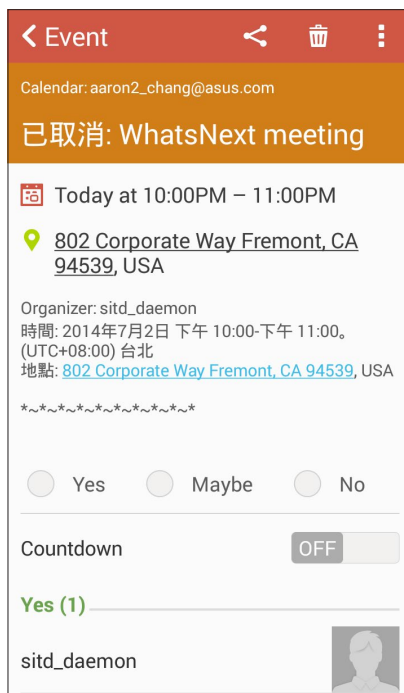 Event
Calendar: aaron2_chang@asus.com
已取消: WhatsNext meeting
Today at 10:00PM – 11:00PM
802 Corporate Way Fremont, CA
94539, USA
Organizer: sitd_daemon
時間: 2014年7月2日 下午 10:00-下午 11:00。
(UTC+08:00) 台北
地點: 802 Corporate Way Fremont, CA 94539, USA
*~*~*~*~*~*~*~*~*~*
Yes Maybe No
Countdown OFF
Yes (1)
sitd_daemon